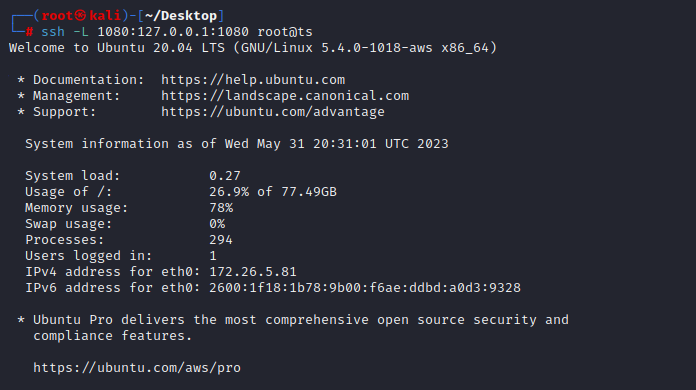 ┌──(root㉿kali)-[~/Desktop]
└─# ssh -L 1080:127.0.0.1:1080 root@ts
Welcome to Ubuntu 20.04 LTS (GNU/Linux 5.4.0-1018-aws x86_64)
* Documentation:  https://help.ubuntu.com
* Management:     https://landscape.canonical.com
* Support:        https://ubuntu.com/advantage
System information as of Wed May 31 20:31:01 UTC 2023
System load:           0.27
Usage of /:            26.9% of 77.49GB
Memory usage:          78%
Swap usage:            0%
Processes:             294
Users logged in:       1
IPv4 address for eth0: 172.26.5.81
IPv6 address for eth0: 2600:1f18:1b78:9b00:f6ae:ddbd:a0d3:9328
* Ubuntu Pro delivers the most comprehensive open source security and
compliance features.
https://ubuntu.com/aws/pro